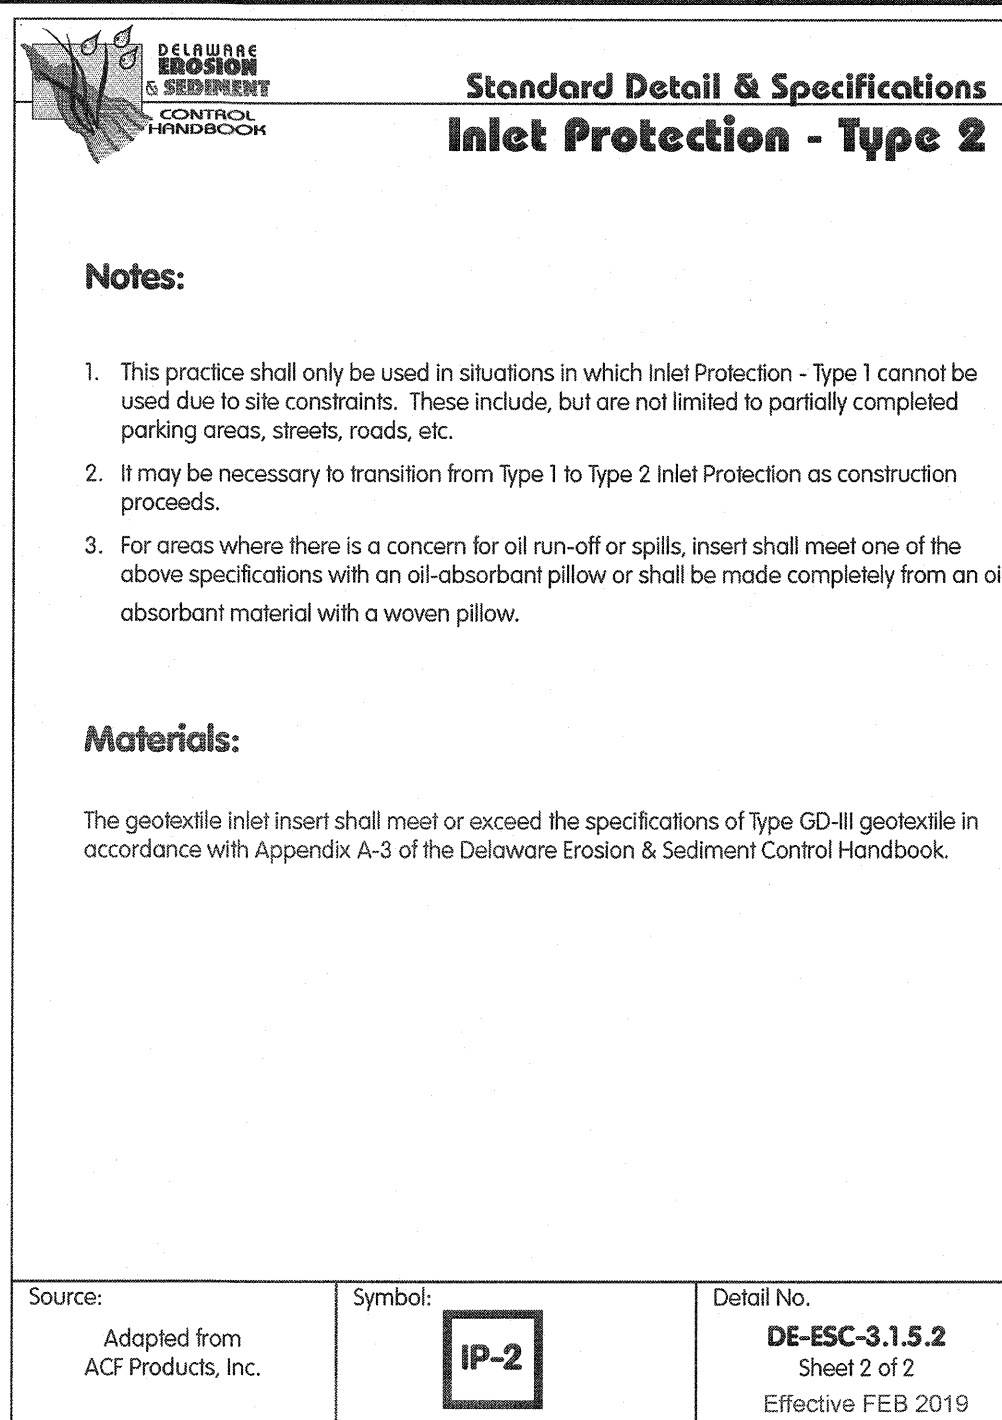 DELAWARE
EROSION
& SEDIMENT
CONTROL
HANDBOOK
Standard Detail & Specifications
Inlet Protection - Type 2
Notes:
1. This practice shall only be used in situations in which Inlet Protection - Type 1 cannot be
used due to site constraints. These include, but are not limited to partially completed
parking areas, streets, roads, etc.
2. It may be necessary to transition from Type 1 to Type 2 Inlet Protection as construction
proceeds.
3. For areas where there is a concern for oil run-off or spills, insert shall meet one of the
above specifications with an oil-absorbant pillow or shall be made completely from an oi
absorbant material with a woven pillow.
Materials:
The geotextile inlet insert shall meet or exceed the specifications of Type GD-III geotextile in
accordance with Appendix A-3 of the Delaware Erosion & Sediment Control Handbook.
Source:
Adapted from
ACF Products, Inc.
Symbol:
IP-2
Detail No.
DE-ESC-3.1.5.2
Sheet 2 of 2
Effective FEB 2019